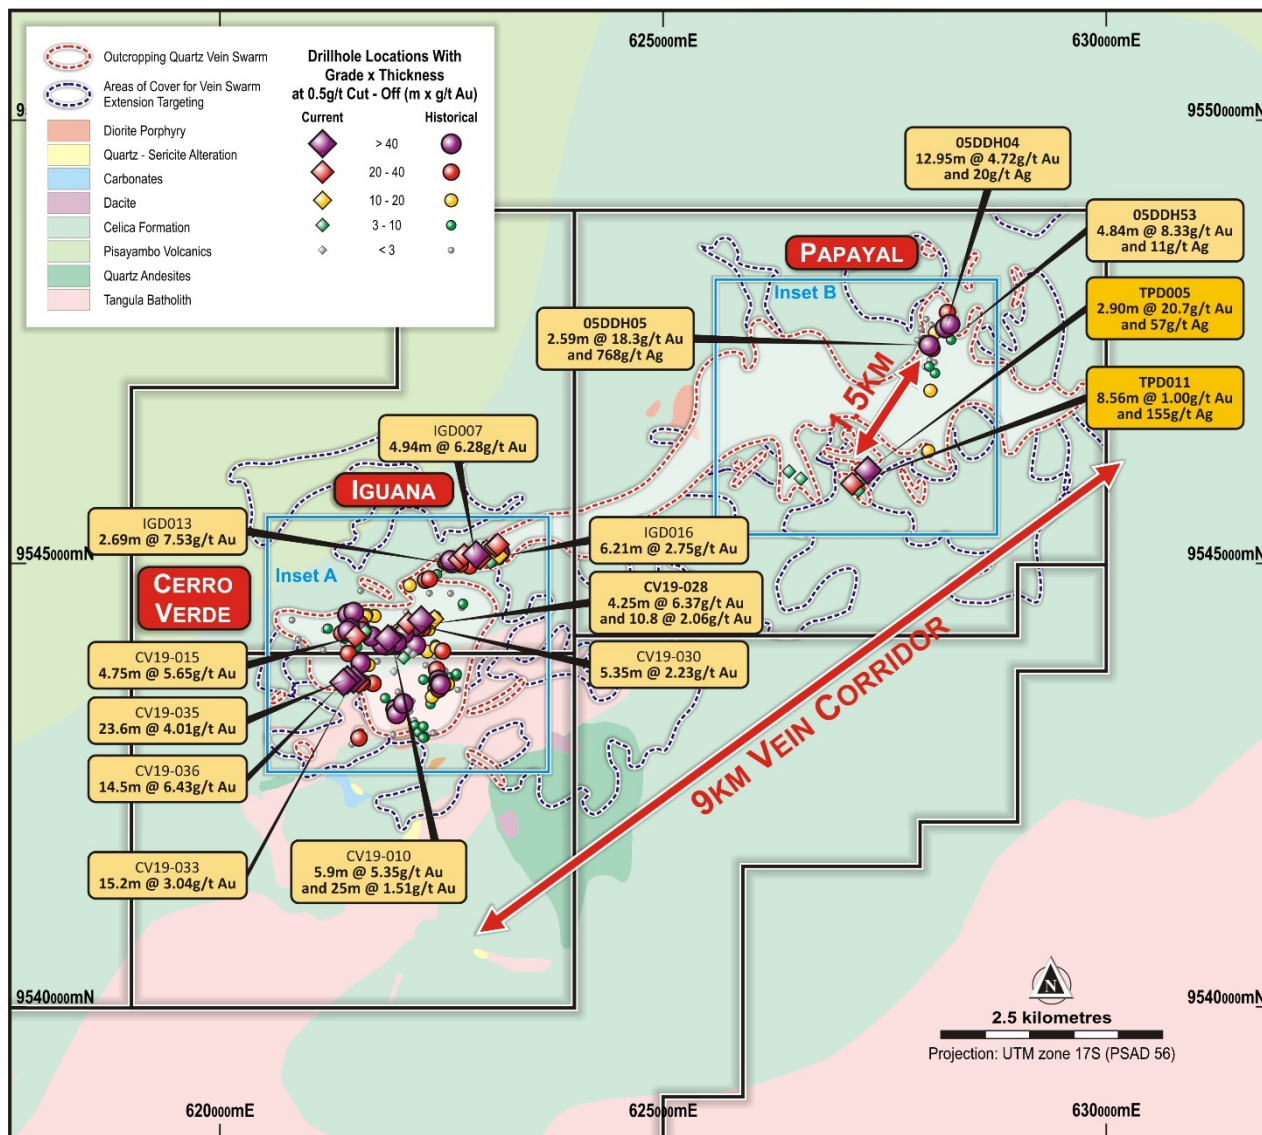 625000mE
630000mE
Outcropping Quartz Vein Swarm
Areas of Cover for Vein Swarm
Extension Targeting
Diorite Porphyry
Quartz - Sericite Alteration
Carbonates
Dacite
Celica Formation
Pisayambo Volcanics
Quartz Andesites
Tangula Batholith
Drillhole Locations With
Grade x Thickness
at 0.5g/t Cut - Off (m x g/t Au)
Current
Historical
> 40
20 - 40
10 - 20
3 - 10
< 3
9550000mN
05DDH04
12.95m @ 4.72g/t Au
and 20g/t Ag
05DDH53
4.84m @ 8.33g/t Au
and 11g/t Ag
PAPAYAL
Inset B
TPD005
2.90m @ 20.7g/t Au
and 57g/t Ag
05DDH05
2.59m @ 18.3g/t Au
and 768g/t Ag
1.5KM
TPD011
8.56m @ 1.00g/t Au
and 155g/t Ag
IGD007
4.94m @ 6.28g/t Au
IGUANA
IGD013
2.69m @ 7.53g/t Au
IGD016
6.21m @ 2.75g/t Au
9545000mN
9545000mN
Inset A
CERRO
VERDE
CV19-028
4.25m @ 6.37g/t Au
and 10.8 @ 2.06g/t Au
CV19-015
4.75m @ 5.65g/t Au
CV19-030
5.35m @ 2.23g/t Au
CV19-035
23.6m @ 4.01g/t Au
9KM VEIN CORRIDOR
CV19-036
14.5m @ 6.43g/t Au
CV19-033
15.2m @ 3.04g/t Au
CV19-010
5.9m @ 5.35g/t Au
and 25m @ 1.51g/t Au
N
9540000mN
9540000mN
2.5 kilometres
Projection: UTM zone 17S (PSAD 56)
620000mE
625000mE
630000mE